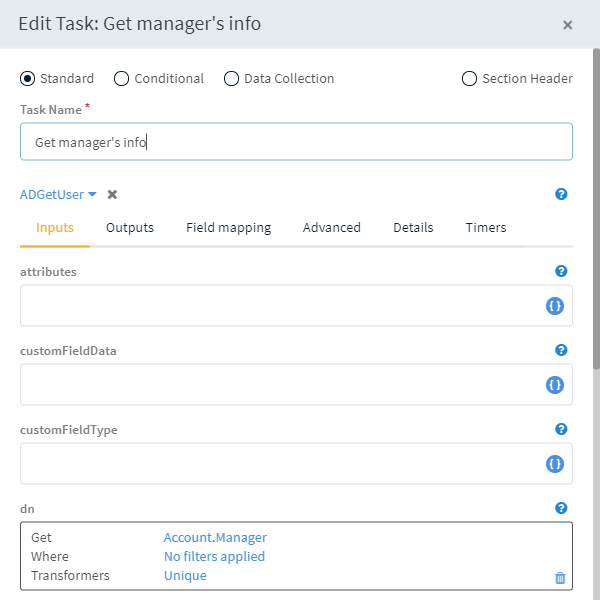 Edit Task: Get manager's info ×
Standard Conditional Data Collection Section Header
Task Name *
Get manager's info
ADGetUser ?
Inputs Outputs Field mapping Advanced Details Timers
attributes ?
{ }
customFieldData ?
{ }
customFieldType ?
{ }
dn ?
Get Account.Manager
Where No filters applied
Transformers Unique